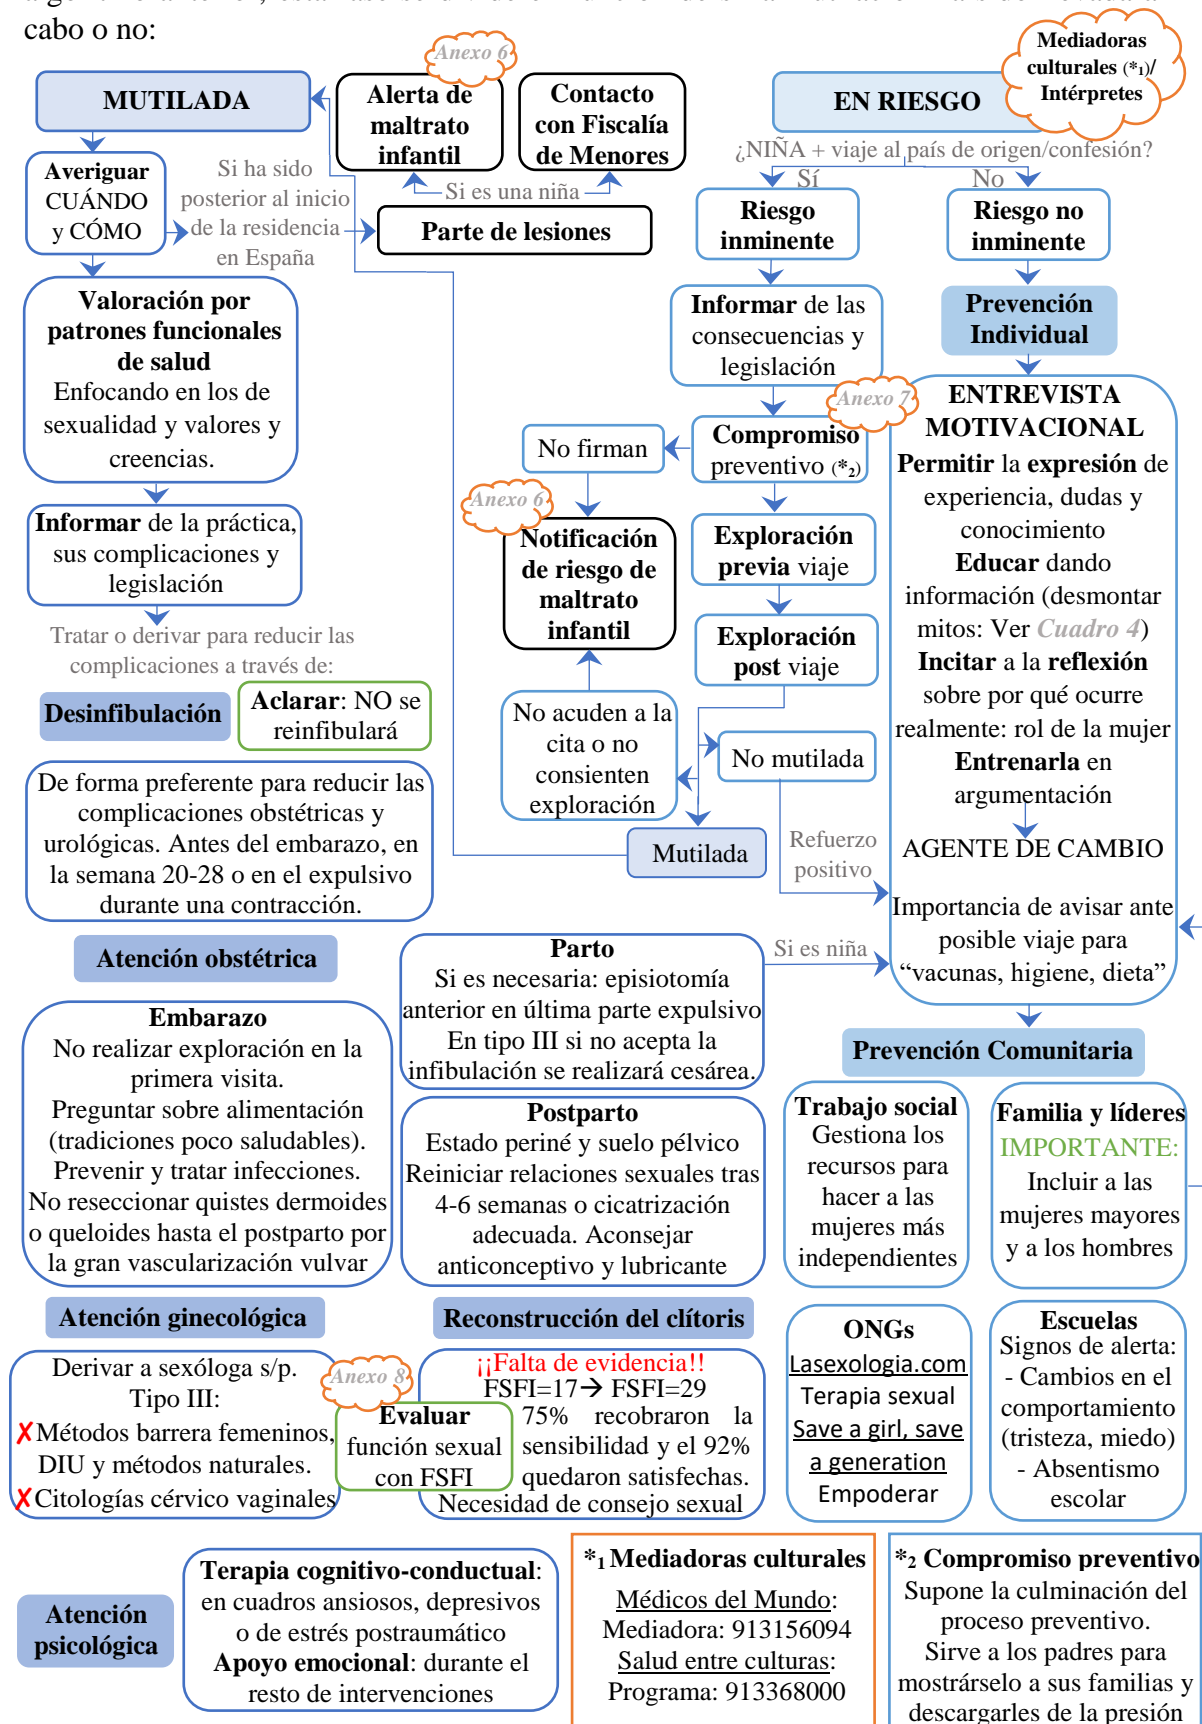 cabo o no:
MUTILADA
Anexo 6
Alerta de
maltrato
infantil
Contacto
con Fiscalía
de Menores
Mediadoras
culturales (*1)/
Intérpretes
EN RIESGO
¿NIÑA + viaje al país de origen/confesión?
Averiguar
CUÁNDO
y CÓMO
Si ha sido
posterior al inicio
de la residencia
en España
Si es una niña
Parte de lesiones
Sí
No
Riesgo
inminente
Riesgo no
inminente
Valoración por
patrones funcionales
de salud
Enfocando en los de
sexualidad y valores y
creencias.
Informar de las
consecuencias y
legislación
Prevención
Individual
Anexo 7
No firman
Compromiso
preventivo (*2)
Anexo 6
Notificación
de riesgo de
maltrato
infantil
Exploración
previa viaje
Exploración
post viaje
ENTREVISTA
MOTIVACIONAL
Permitir la expresión de
experiencia, dudas y
conocimiento
Educar dando
información (desmontar
mitos: Ver Cuadro 4)
Incitar a la reflexión
sobre por qué ocurre
realmente: rol de la mujer
Entrenarla en
argumentación
AGENTE DE CAMBIO
Importancia de avisar ante
posible viaje para
“vacunas, higiene, dieta”
Informar de la práctica,
sus complicaciones y
legislación
Tratar o derivar para reducir las
complicaciones a través de:
Desinfibulación
Aclarar: NO se
reinfibulará
No acuden a la
cita o no
consienten
exploración
No mutilada
Mutilada
Refuerzo
positivo
De forma preferente para reducir las
complicaciones obstétricas y
urológicas. Antes del embarazo, en
la semana 20-28 o en el expulsivo
durante una contracción.
Atención obstétrica
Parto
Si es necesaria: episiotomía
anterior en última parte expulsivo
En tipo III si no acepta la
infibulación se realizará cesárea.
Si es niña
Embarazo
No realizar exploración en la
primera visita.
Preguntar sobre alimentación
(tradiciones poco saludables).
Prevenir y tratar infecciones.
No reseccionar quistes dermoides
o queloides hasta el postparto por
la gran vascularización vulvar
Postparto
Estado periné y suelo pélvico
Reiniciar relaciones sexuales tras
4-6 semanas o cicatrización
adecuada. Aconsejar
anticonceptivo y lubricante
Prevención Comunitaria
Trabajo social
Gestiona los
recursos para
hacer a las
mujeres más
independientes
Familia y líderes
IMPORTANTE:
Incluir a las
mujeres mayores
y a los hombres
Atención ginecológica
Reconstrucción del clítoris
Derivar a sexóloga s/p.
Tipo III:
✗Métodos barrera femeninos,
DIU y métodos naturales.
✗Citologías cérvico vaginales
Anexo 8
Evaluar
función sexual
con FSFI
¡¡Falta de evidencia!!
FSFI=17→ FSFI=29
75% recobraron la
sensibilidad y el 92%
quedaron satisfechas.
Necesidad de consejo sexual
ONGs
Lasexologia.com
Terapia sexual
Save a girl, save
a generation
Empoderar
Escuelas
Signos de alerta:
- Cambios en el
comportamiento
(tristeza, miedo)
- Absentismo
escolar
Atención
psicológica
Terapia cognitivo-conductual:
en cuadros ansiosos, depresivos
o de estrés postraumático
Apoyo emocional: durante el
resto de intervenciones
*1 Mediadoras culturales
Médicos del Mundo:
Mediadora: 913156094
Salud entre culturas:
Programa: 913368000
*2 Compromiso preventivo
Supone la culminación del
proceso preventivo.
Sirve a los padres para
mostrárselo a sus familias y
descargarles de la presión